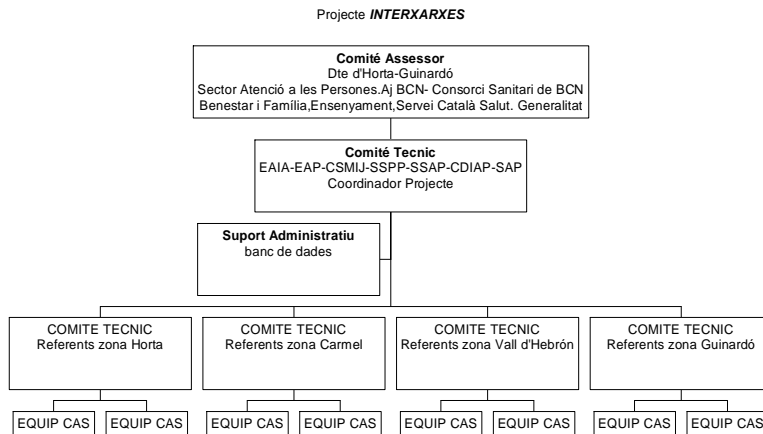 Projecte INTERXARXES
Comité Assessor
Dte d'Horta-Guinardó
Sector Atenció a les Persones.Aj BCN- Consorci Sanitari de BCN
Benestar i Família,Ensenyament,Servei Català Salut. Generalitat
Comité Tecnic
EAIA-EAP-CSMIJ-SSPP-SSAP-CDIAP-SAP
Coordinador Projecte
Suport Administratiu
banc de dades
COMITE TECNIC
Referents zona Horta
COMITE TECNIC
Referents zona Carmel
COMITE TECNIC
Referents zona Vall d'Hebrón
COMITE TECNIC
Referents zona Guinardó
EQUIP CAS
EQUIP CAS
EQUIP CAS
EQUIP CAS
EQUIP CAS
EQUIP CAS
EQUIP CAS
EQUIP CAS